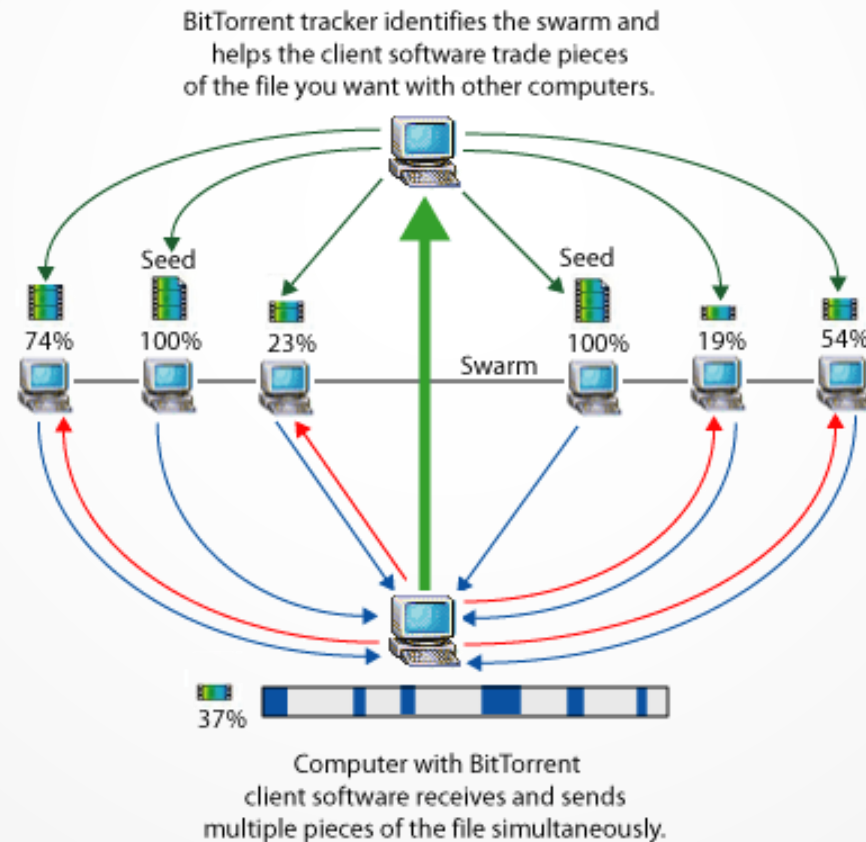 BitTorrent tracker identifies the swarm and
helps the client software trade pieces
of the file you want with other computers.
Seed
Seed
74%
100%
23%
100%
19%
54%
Swarm
37%
Computer with BitTorrent
client software receives and sends
multiple pieces of the file simultaneously.